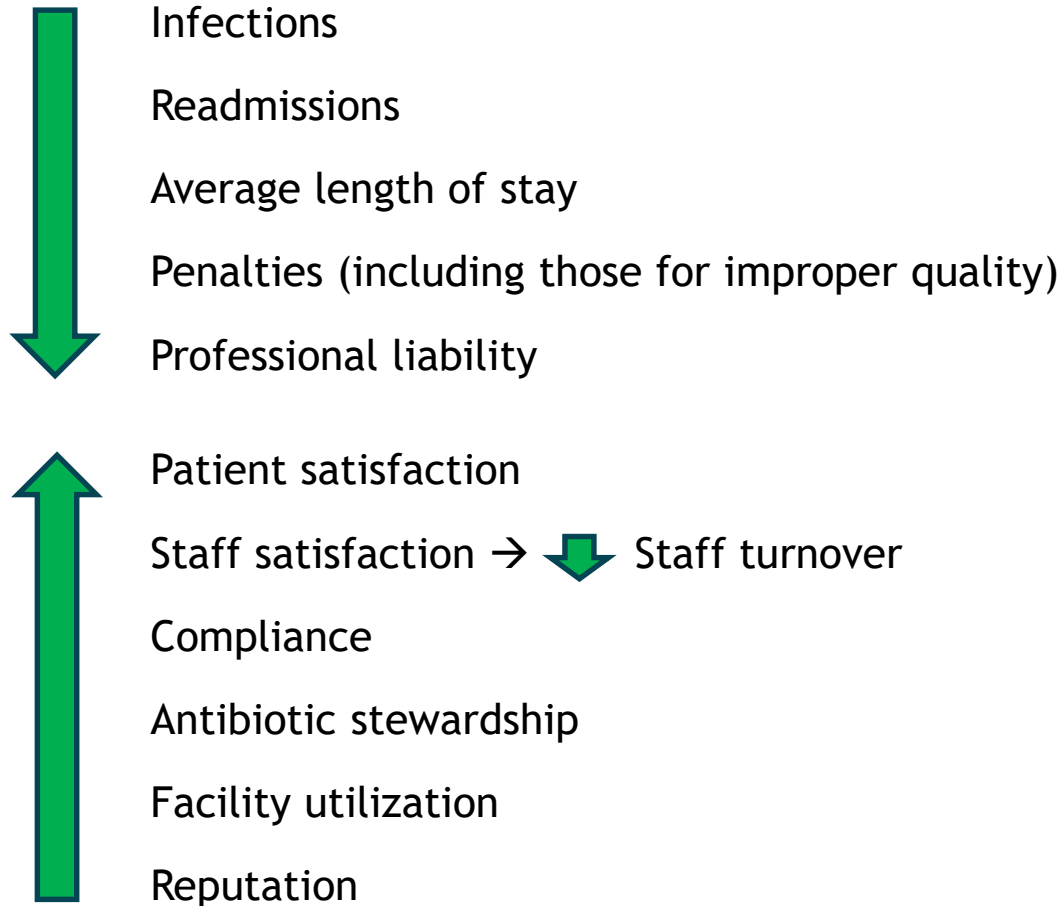 Infections
Readmissions
Average length of stay
Penalties (including those for improper quality)
Professional liability
Patient satisfaction
Staff satisfaction → Staff turnover
Compliance
Antibiotic stewardship
Facility utilization
Reputation